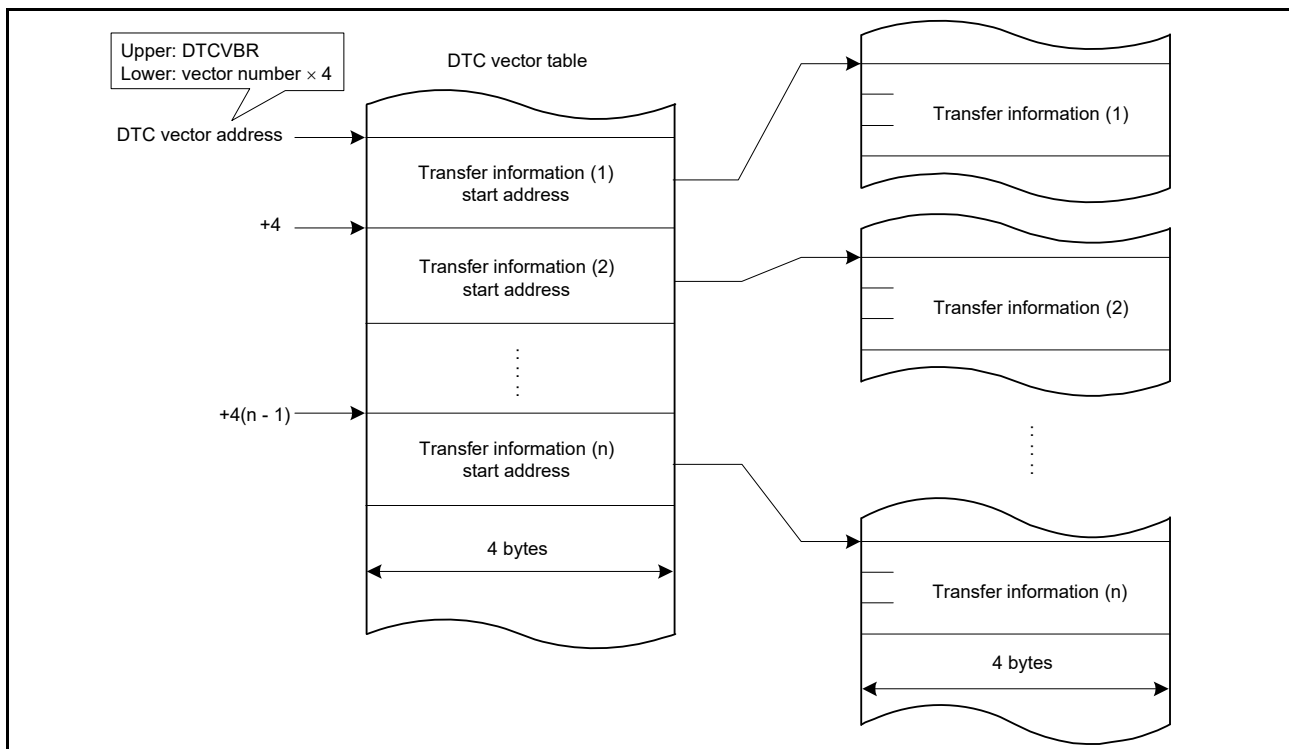 Upper: DTCVBR
Lower: vector number × 4
DTC vector table
DTC vector address
Transfer information (1)
start address
+4
Transfer information (2)
start address
+4(n - 1)
Transfer information (n)
start address
4 bytes
Transfer information (1)
Transfer information (2)
Transfer information (n)
4 bytes